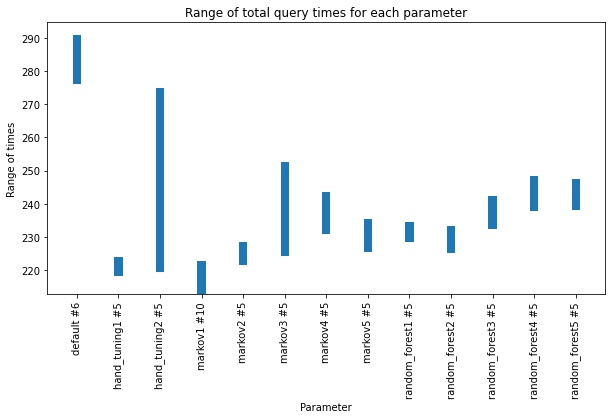 Range of total query times for each parameter
Range of times
290
280
270
260
250
240
230
220
default #6
hand_tuning1 #5
hand_tuning2 #5
markov1 #10
markov2 #5
markov3 #5
markov4 #5
markov5 #5
random_forest1 #5
random_forest2 #5
random_forest3 #5
random_forest4 #5
random_forest5 #5
Parameter